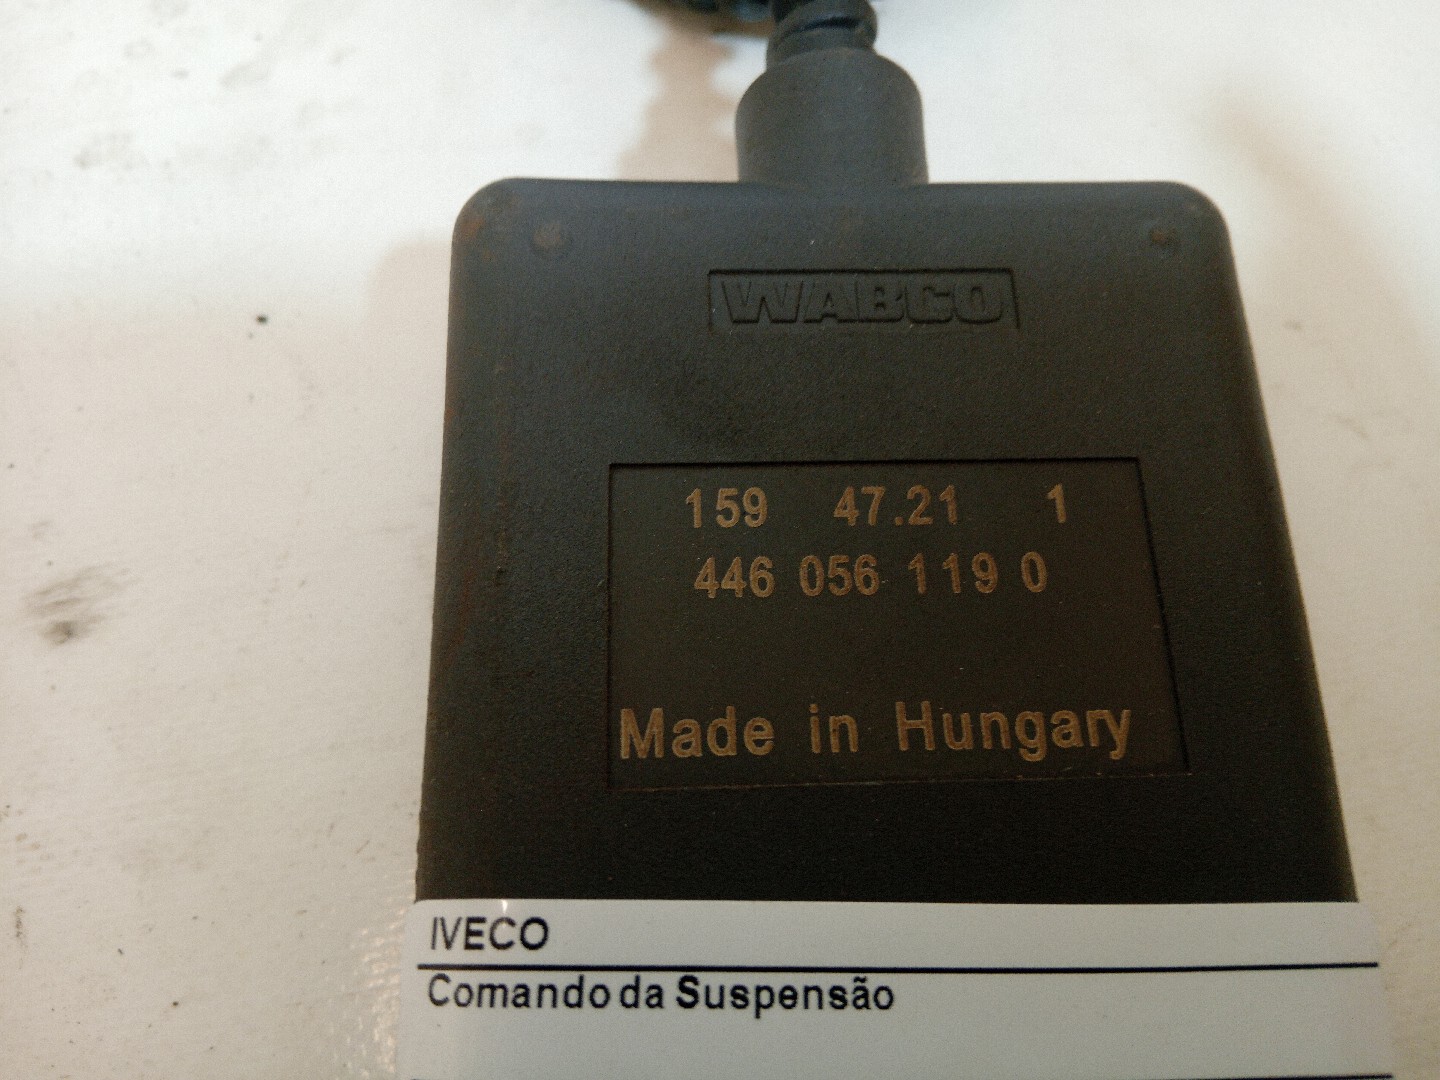 WABCO
159 47.21 1
446 056 119 0
Made in Hungary
IVECO
Comando da Suspensão